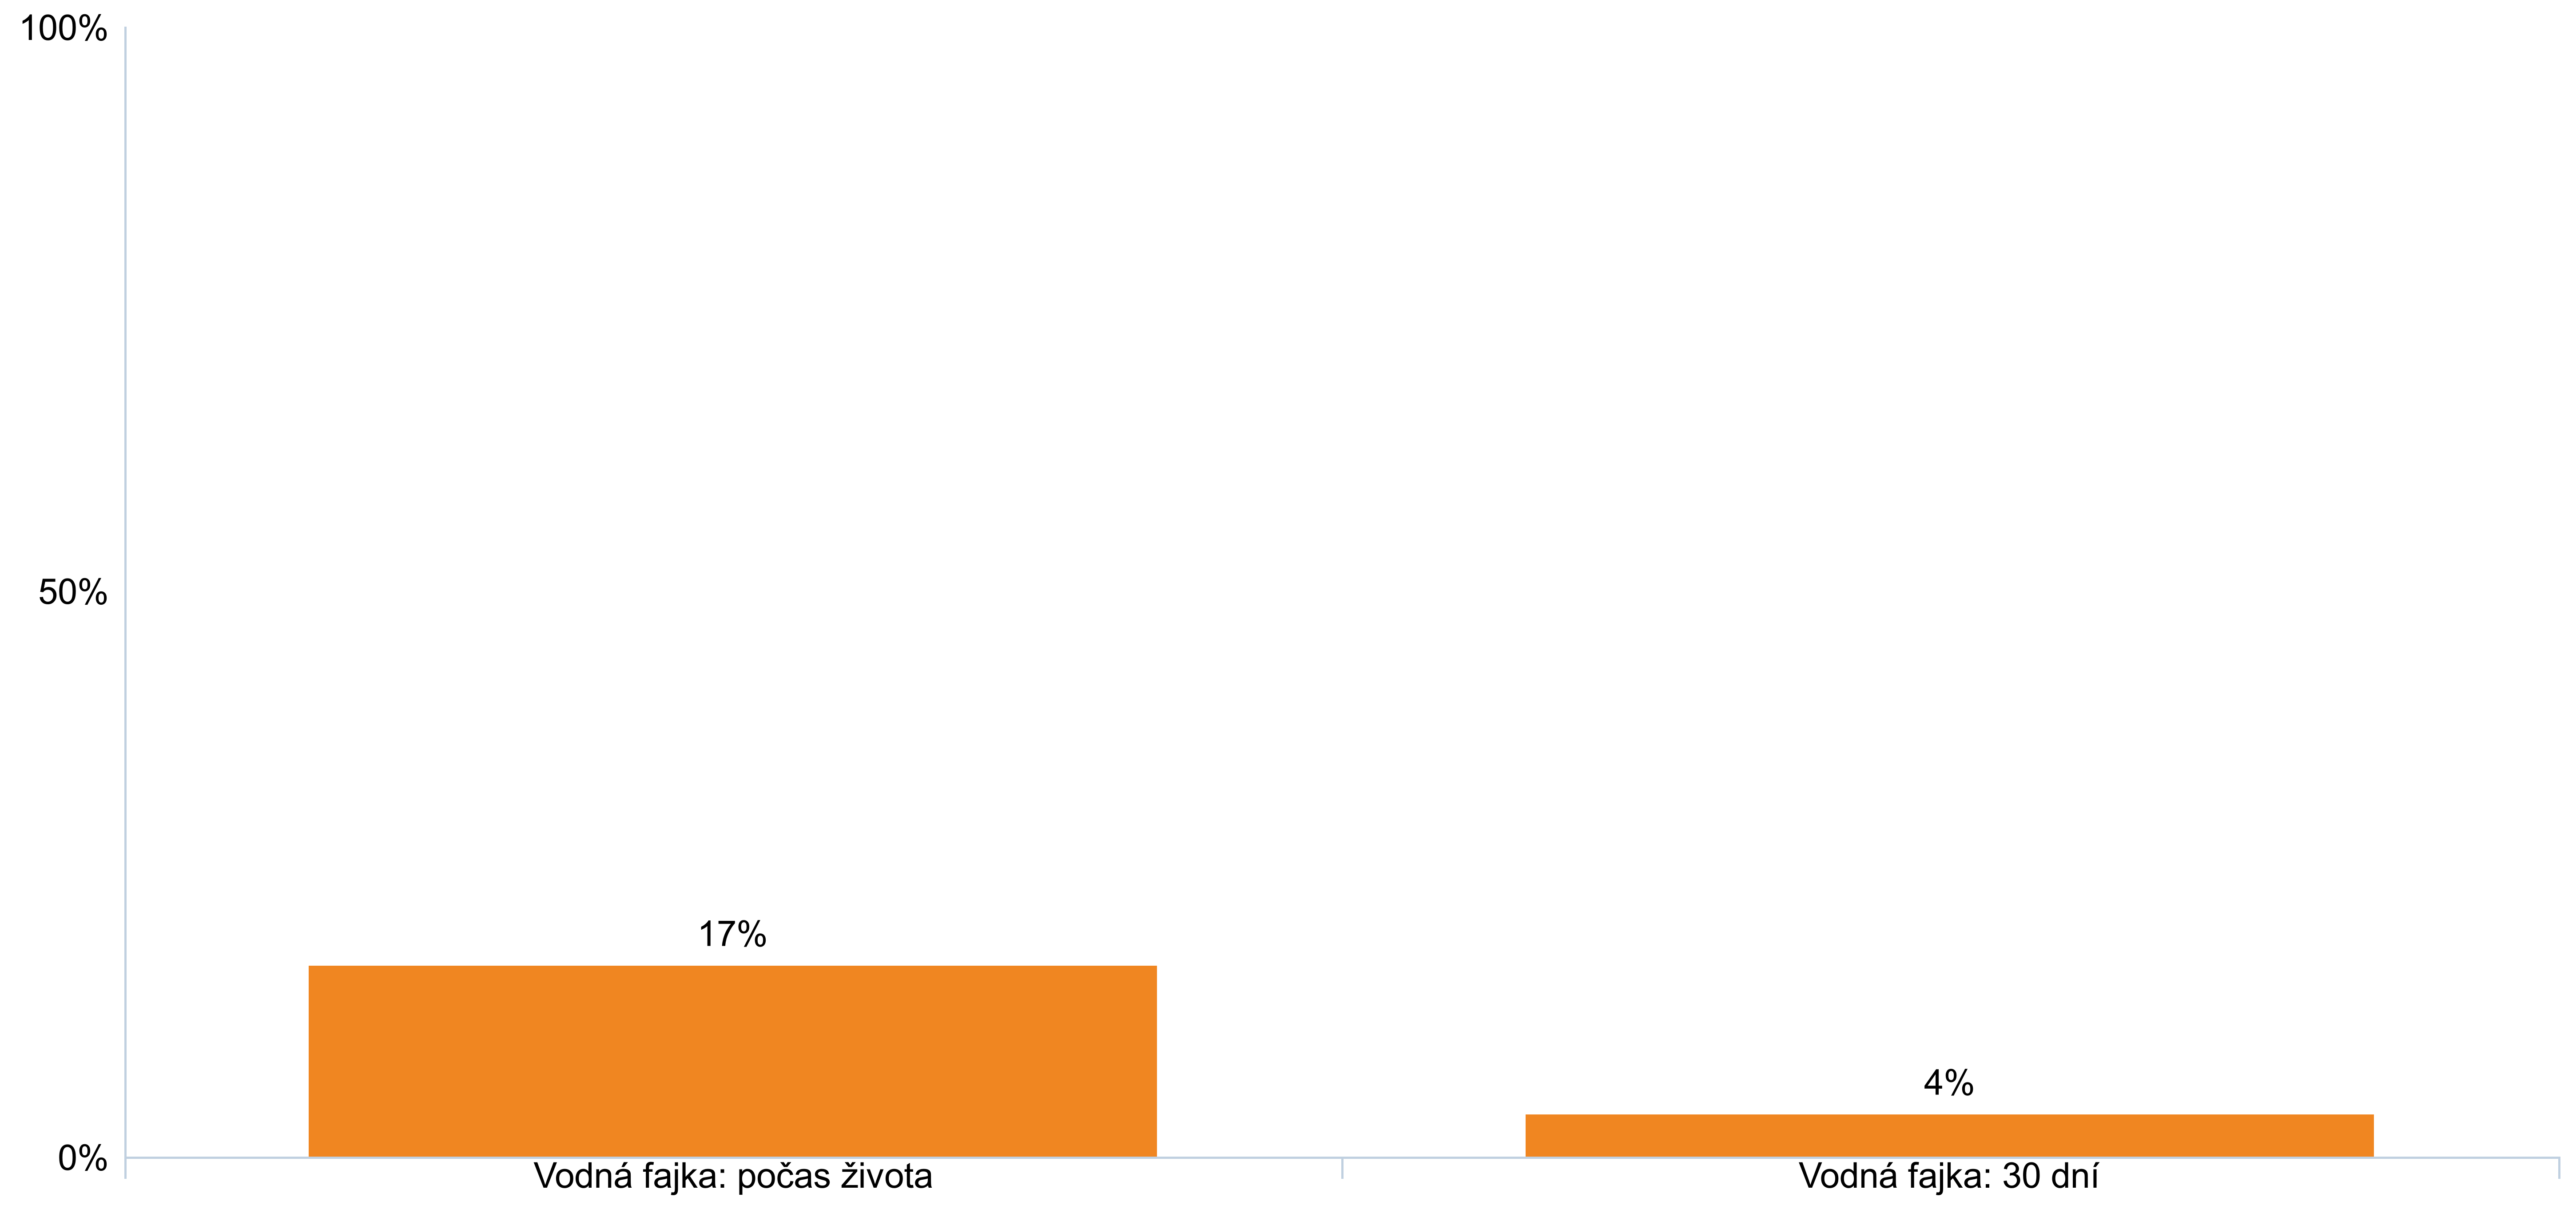 100%
50%
0%
17%
4%
Vodná fajka: počas života
Vodná fajka: 30 dní